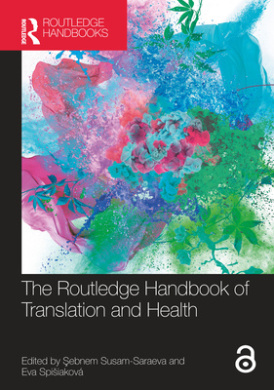 ROUTLEDGE
ROUTLEDGE
HANDBOOKS
The Routledge Handbook of
Translation and Health
Edited by Şebnem Susam-Saraeva and
Eva Spišiaková